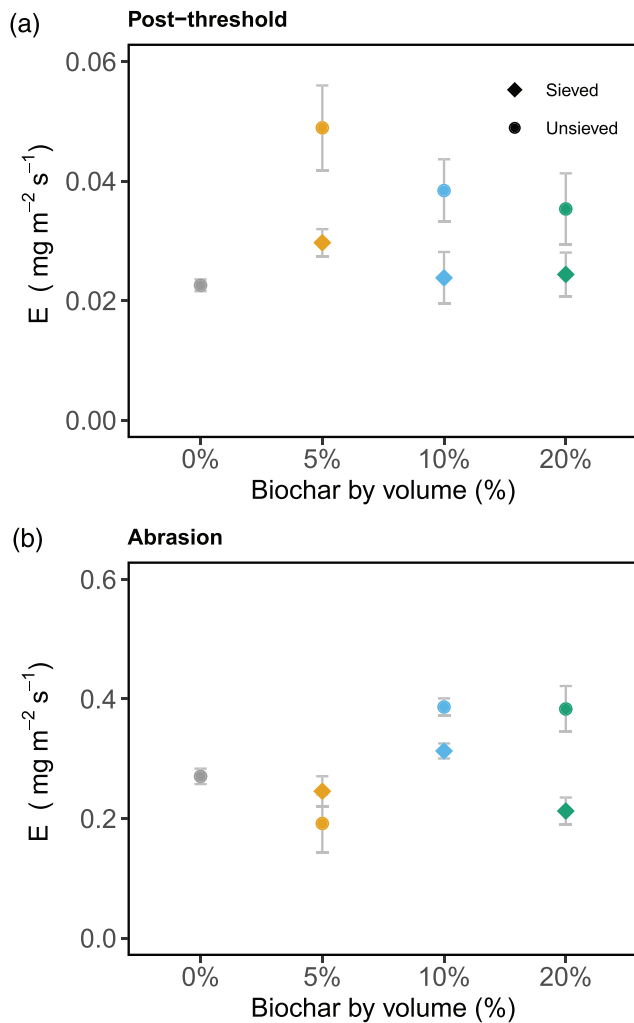 (a) Post−threshold
0.06
0.04
0.02
0.00
E ( mg m−2 s−1)
Sieved
Unsieved
0% 5% 10% 20%
Biochar by volume (%)
(b) Abrasion
0.6
0.4
0.2
0.0
E ( mg m−2 s−1)
0% 5% 10% 20%
Biochar by volume (%)